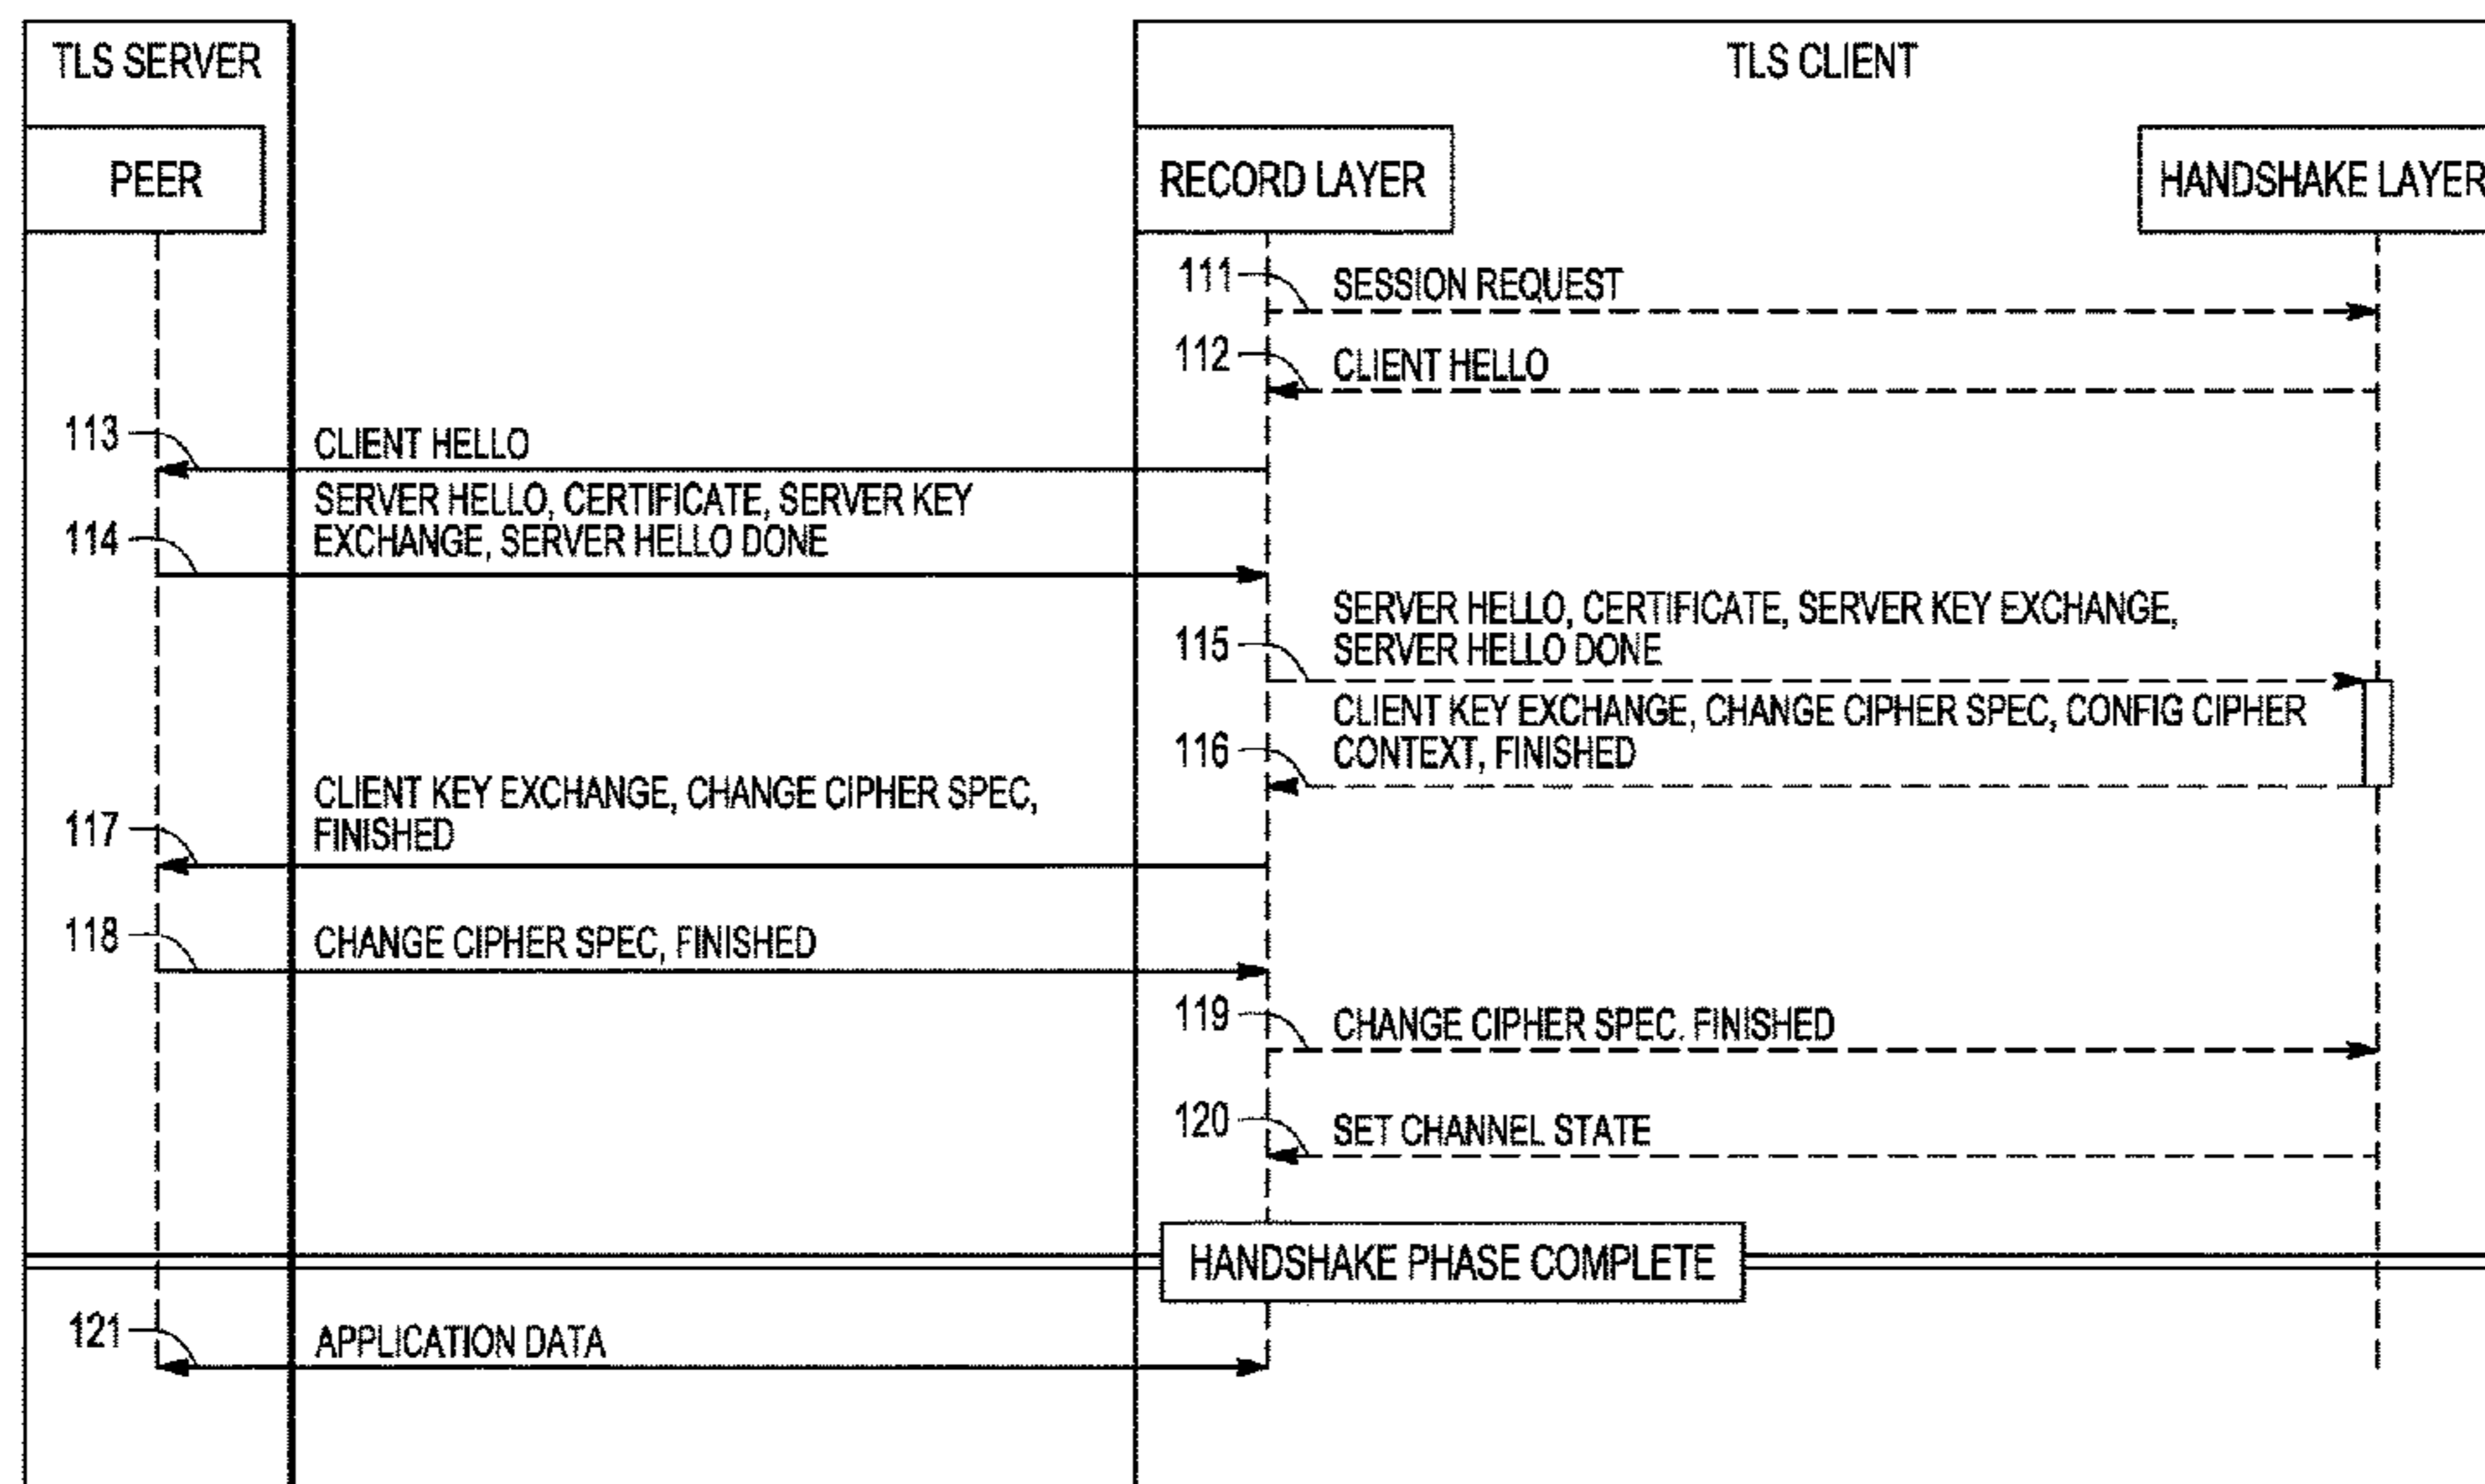 TLS SERVER
TLS CLIENT
PEER
RECORD LAYER
HANDSHAKE LAYER
111
SESSION REQUEST
112
CLIENT HELLO
113
CLIENT HELLO
114
SERVER HELLO, CERTIFICATE, SERVER KEY
EXCHANGE, SERVER HELLO DONE
115
SERVER HELLO, CERTIFICATE, SERVER KEY EXCHANGE,
SERVER HELLO DONE
116
CLIENT KEY EXCHANGE, CHANGE CIPHER SPEC, CONFIG CIPHER
CONTEXT, FINISHED
117
CLIENT KEY EXCHANGE, CHANGE CIPHER SPEC,
FINISHED
118
CHANGE CIPHER SPEC, FINISHED
119
CHANGE CIPHER SPEC. FINISHED
120
SET CHANNEL STATE
HANDSHAKE PHASE COMPLETE
121
APPLICATION DATA